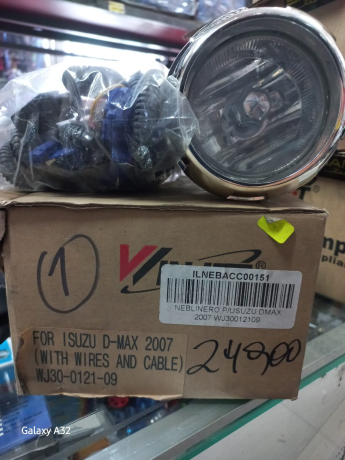 ILNEBACC00151
NEBLINERO P/USUZU DMAX
2007 WJ30012109
1
FOR ISUZU D-MAX 2007
(WITH WIRES AND CABLE)
WJ30-0121-09
24900
Galaxy A32